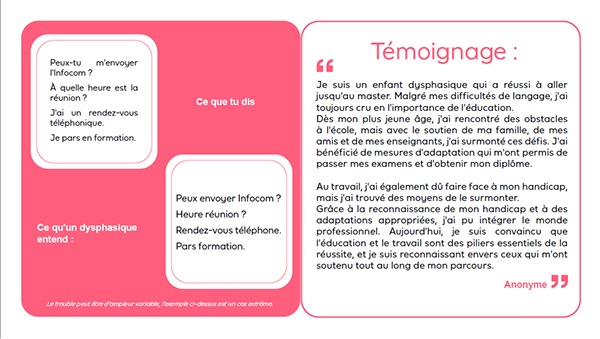 Peux-tu m'envoyer
l'Infocom ?
À quelle heure est la
réunion ?
J'ai un rendez-vous
téléphonique.
Je pars en formation.
Ce que tu dis
Ce qu'un dysphasique
entend :
Peux envoyer Infocom ?
Heure réunion ?
Rendez-vous téléphone.
Pars formation.
Le trouble peut être d'ampleur variable, l'exemple ci-dessus est un cas extrême.
Témoignage :
“
Je suis un enfant dysphasique qui a réussi à aller
jusqu'au master. Malgré mes difficultés de langage, j'ai
toujours cru en l'importance de l'éducation.
Dès mon plus jeune âge, j'ai rencontré des obstacles
à l'école, mais avec le soutien de ma famille, de mes
amis et de mes enseignants, j'ai surmonté ces défis. J'ai
bénéficié de mesures d'adaptation qui m'ont permis de
passer mes examens et d'obtenir mon diplôme.
Au travail, j'ai également dû faire face à mon handicap,
mais j'ai trouvé des moyens de le surmonter.
Grâce à la reconnaissance de mon handicap et à des
adaptations appropriées, j'ai pu intégrer le monde
professionnel. Aujourd'hui, je suis convaincu que
l'éducation et le travail sont des piliers essentiels de la
réussite, et je suis reconnaissant envers ceux qui m'ont
soutenu tout au long de mon parcours.
Anonyme ”